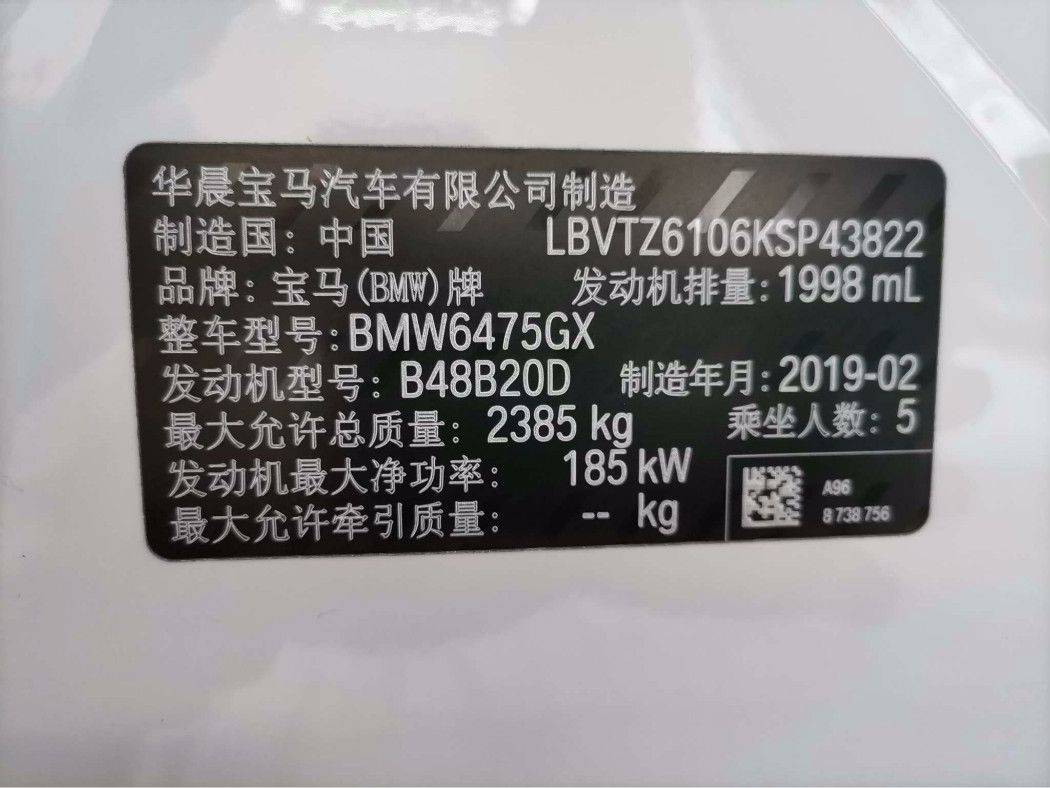 华晨宝马汽车有限公司制造
制造国：中国 LBVTZ6106KSP43822
品牌：宝马(BMW)牌 发动机排量：1998 mL
整车型号：BMW6475GX
发动机型号：B48B20D 制造年月：2019-02
最大允许总质量：2385 kg 乘坐人数：5
发动机最大净功率：185 kW
最大允许牵引质量：-- kg
A96
8 738 756